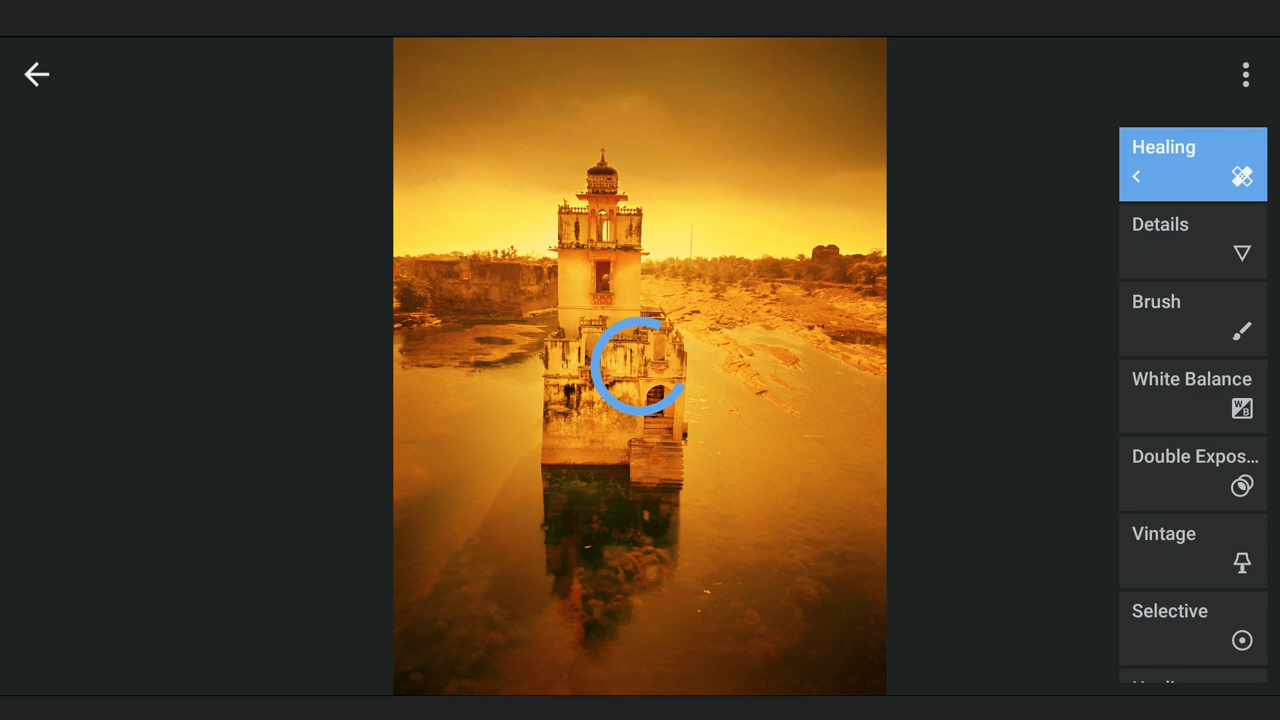 Healing
Details
Brush
White Balance
W
B
Double Expos...
Vintage
Selective